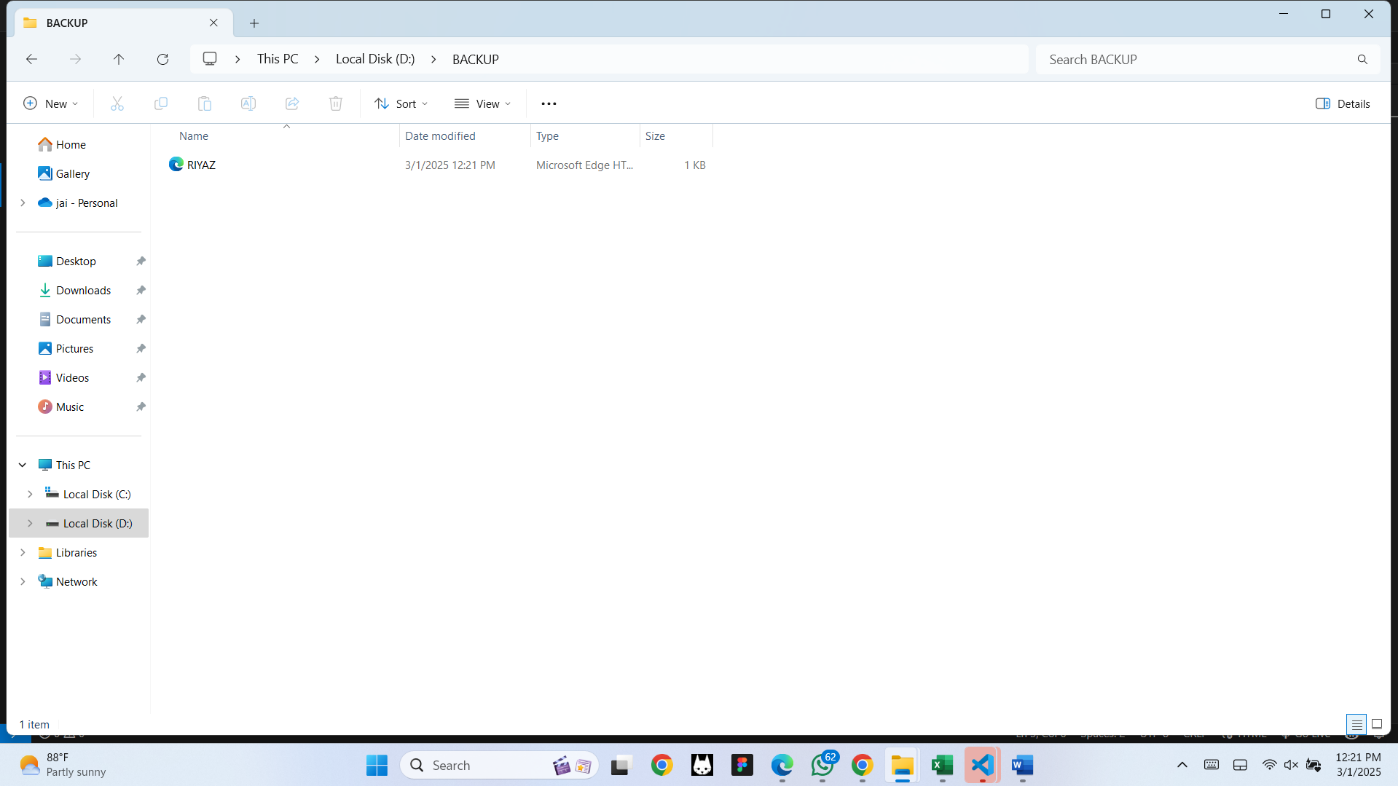 BACKUP
This PC
Local Disk (D:)
BACKUP
Search BACKUP
New
Sort
View
Details
Name
Date modified
Type
Size
RIYAZ
3/1/2025 12:21 PM
Microsoft Edge HT...
1 KB
Home
Gallery
jai - Personal
Desktop
Downloads
Documents
Pictures
Videos
Music
This PC
Local Disk (C:)
Local Disk (D:)
Libraries
Network
1 item
88°F
Partly sunny
Search
62
12:21 PM
3/1/2025